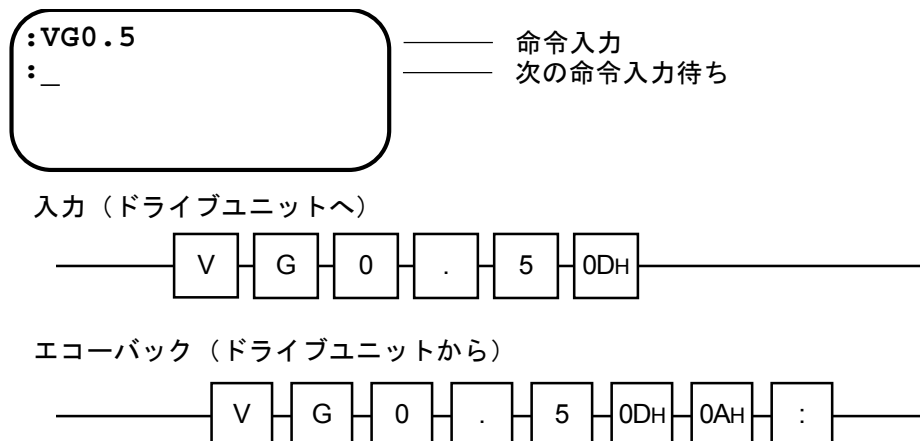 :VG0.5
命令入力
:_
次の命令入力待ち
入力（ドライブユニットへ）
V G 0 . 5 0DH
エコーバック（ドライブユニットから）
V G 0 . 5 0DH 0AH :